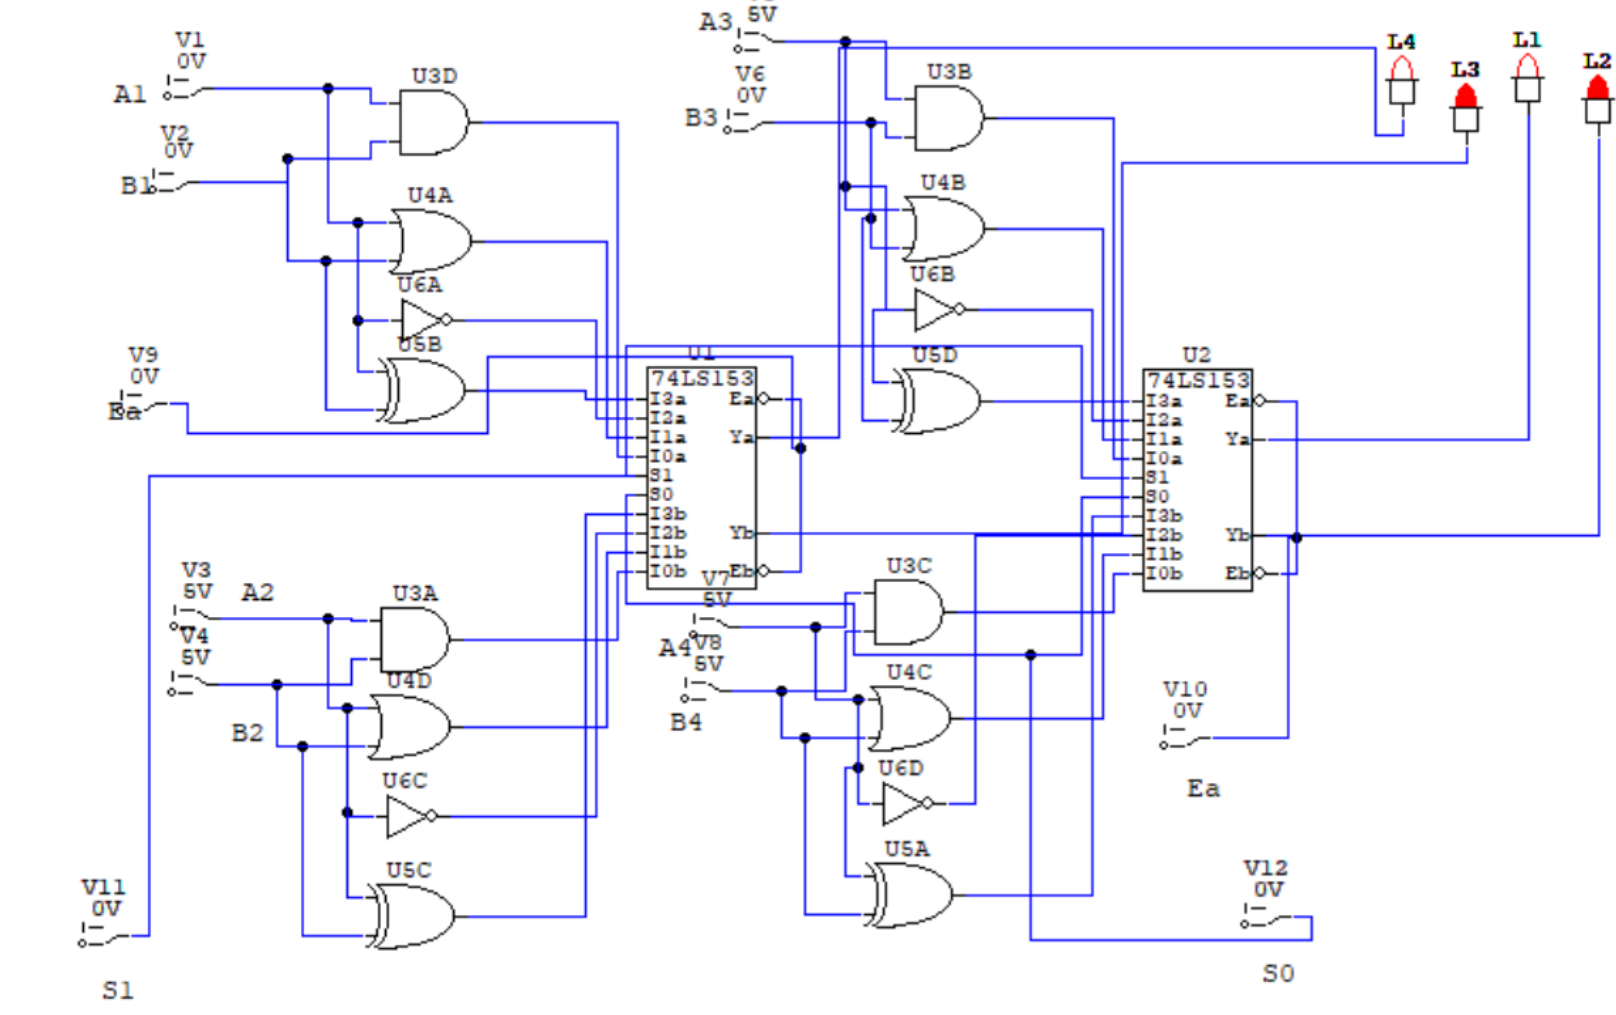 A3
5V
V6
0V
B3
V1
0V
A1
V2
0V
B1
U3D
U4A
U6A
U5B
V9
0V
Ea
U3B
U4B
U6B
U5D
L4
L3
L1
L2
U1
74LS153
I3a
I2a
I1a
I0a
S1
S0
I3b
I2b
I1b
I0b
Ea
Ya
Yb
Eb
U2
74LS153
I3a
I2a
I1a
I0a
S1
S0
I3b
I2b
I1b
I0b
Ea
Ya
Yb
Eb
V3
5V
A2
V4
5V
B2
U3A
U4D
U6C
U5C
V7
5V
A4
V8
5V
B4
U3C
U4C
U6D
U5A
V10
0V
Ea
V11
0V
S1
V12
0V
S0